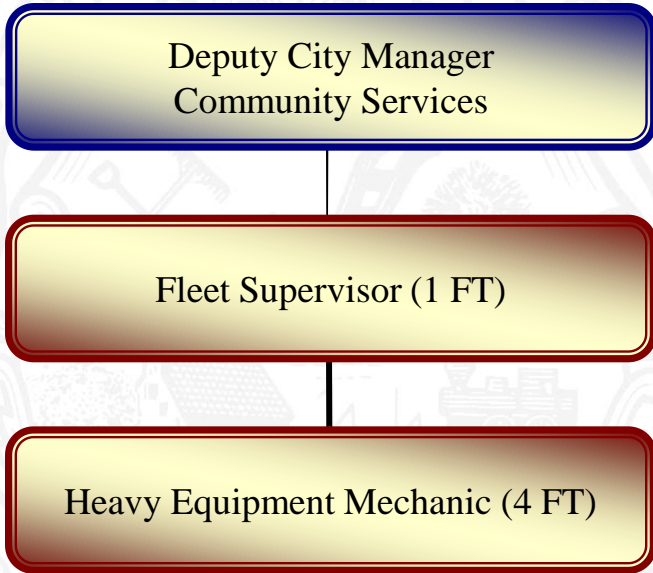 Deputy City Manager
Community Services
Fleet Supervisor (1 FT)
Heavy Equipment Mechanic (4 FT)